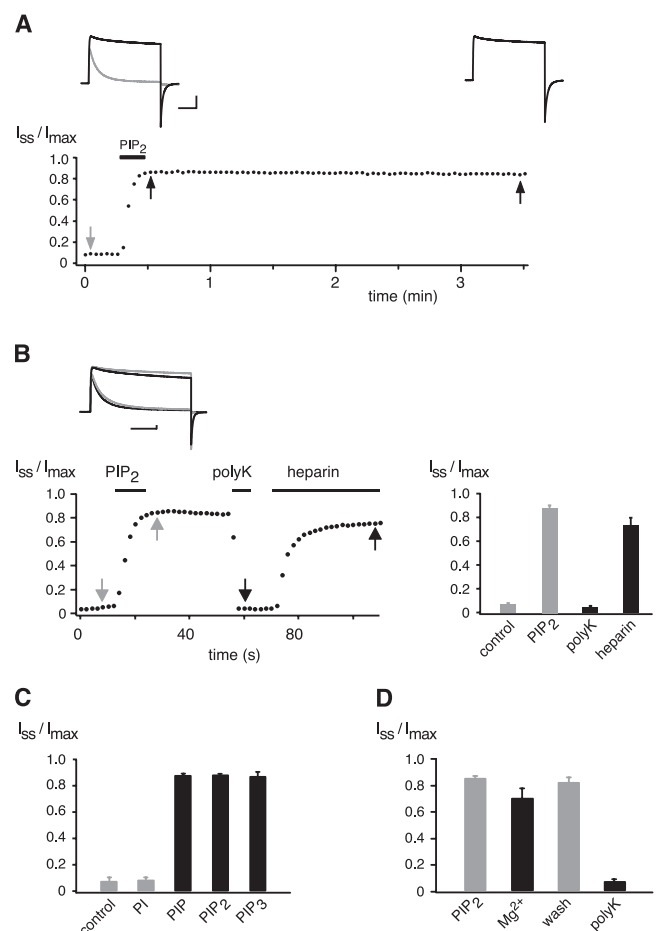 A
Iss / Imax
PIP2
1.0
0.8
0.6
0.4
0.2
0
0 1 2 3
time (min)
B
Iss / Imax
PIP2 polyK heparin
1.0
0.8
0.6
0.4
0.2
0
0 40 80
time (s)
Iss / Imax
1.0
0.8
0.6
0.4
0.2
0
control PIP2 polyK heparin
C
Iss / Imax
1.0
0.8
0.6
0.4
0.2
0
control PI PIP PIP2 PIP3
D
Iss / Imax
1.0
0.8
0.6
0.4
0.2
0
PIP2 Mg2+ wash polyK